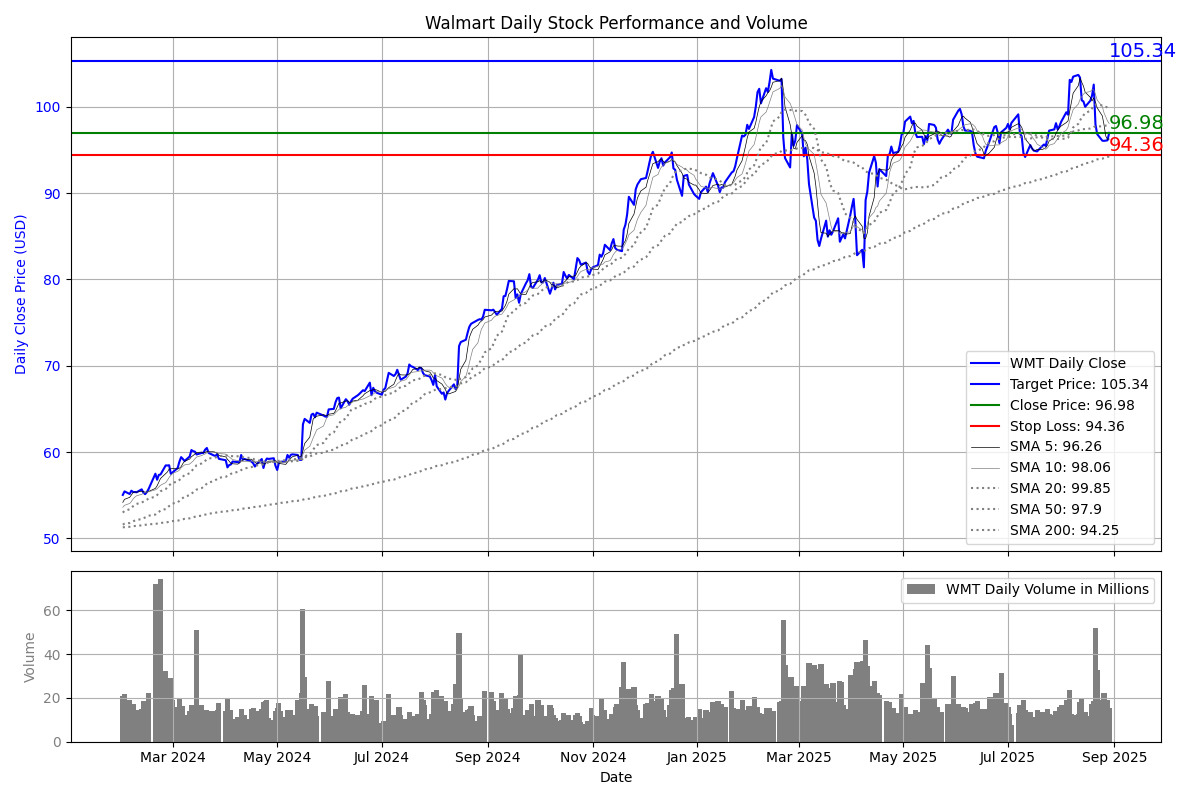 Walmart Daily Stock Performance and Volume
105.34
100
96.98
94.36
90
80
70
60
50
Daily Close Price (USD)
WMT Daily Close
Target Price: 105.34
Close Price: 96.98
Stop Loss: 94.36
SMA 5: 96.26
SMA 10: 98.06
SMA 20: 99.85
SMA 50: 97.9
SMA 200: 94.25
WMT Daily Volume in Millions
60
40
20
0
Volume
Mar 2024 May 2024 Jul 2024 Sep 2024 Nov 2024 Jan 2025 Mar 2025 May 2025 Jul 2025 Sep 2025
Date